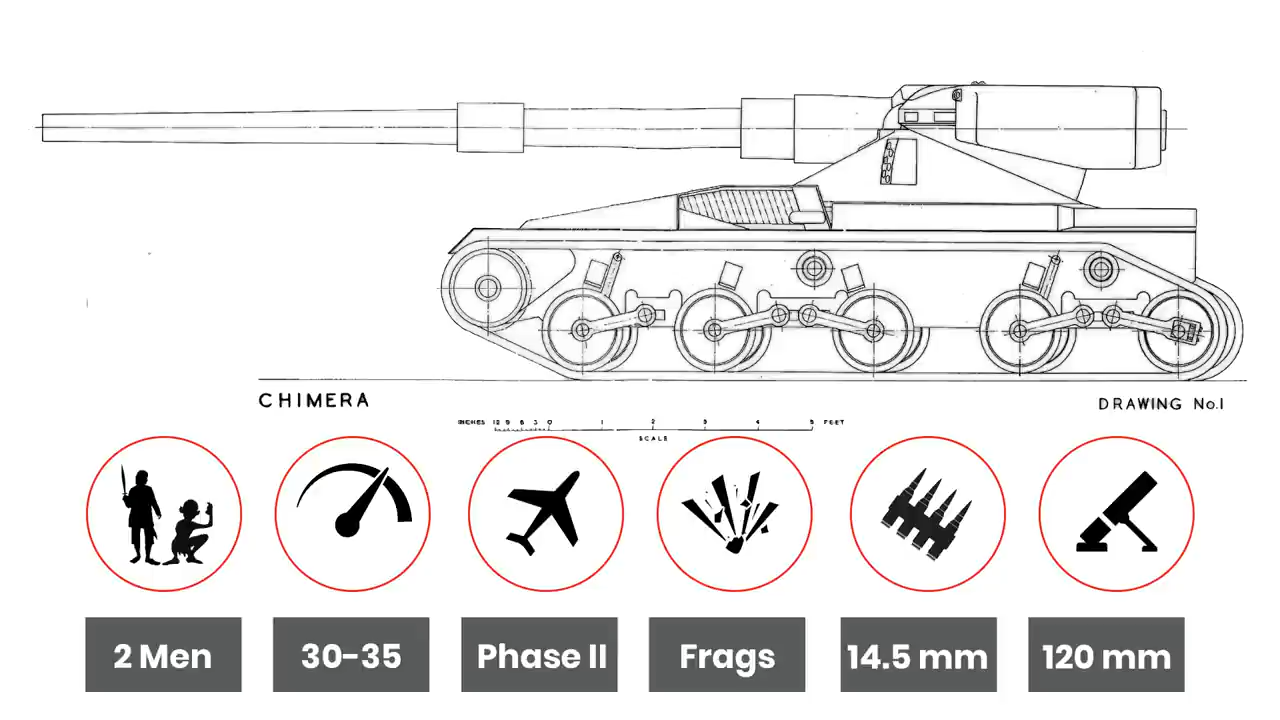 CHIMERA
DRAWING No.1
INCHES 12 9 6 3 0 1 2 3 4 5 FEET
SCALE
2 Men
30-35
Phase II
Frags
14.5 mm
120 mm